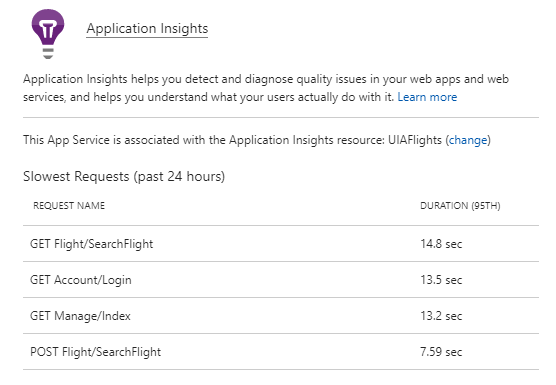 Application Insights
Application Insights helps you detect and diagnose quality issues in your web apps and web
services, and helps you understand what your users actually do with it. Learn more
This App Service is associated with the Application Insights resource: UIAFlights (change)
Slowest Requests (past 24 hours)
REQUEST NAME DURATION (95TH)
GET Flight/SearchFlight 14.8 sec
GET Account/Login 13.5 sec
GET Manage/Index 13.2 sec
POST Flight/SearchFlight 7.59 sec